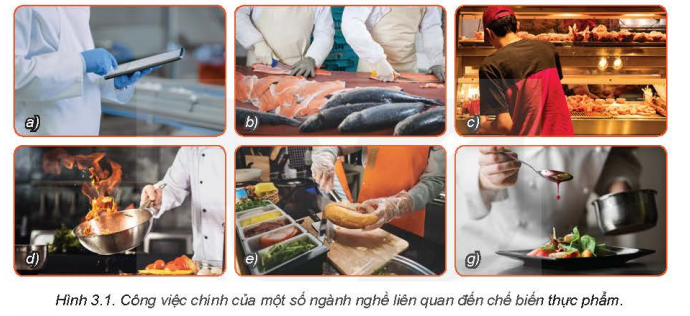 a)
b)
c)
d)
e)
g)
Hình 3.1. Công việc chính của một số ngành nghề liên quan đến chế biến thực phẩm.